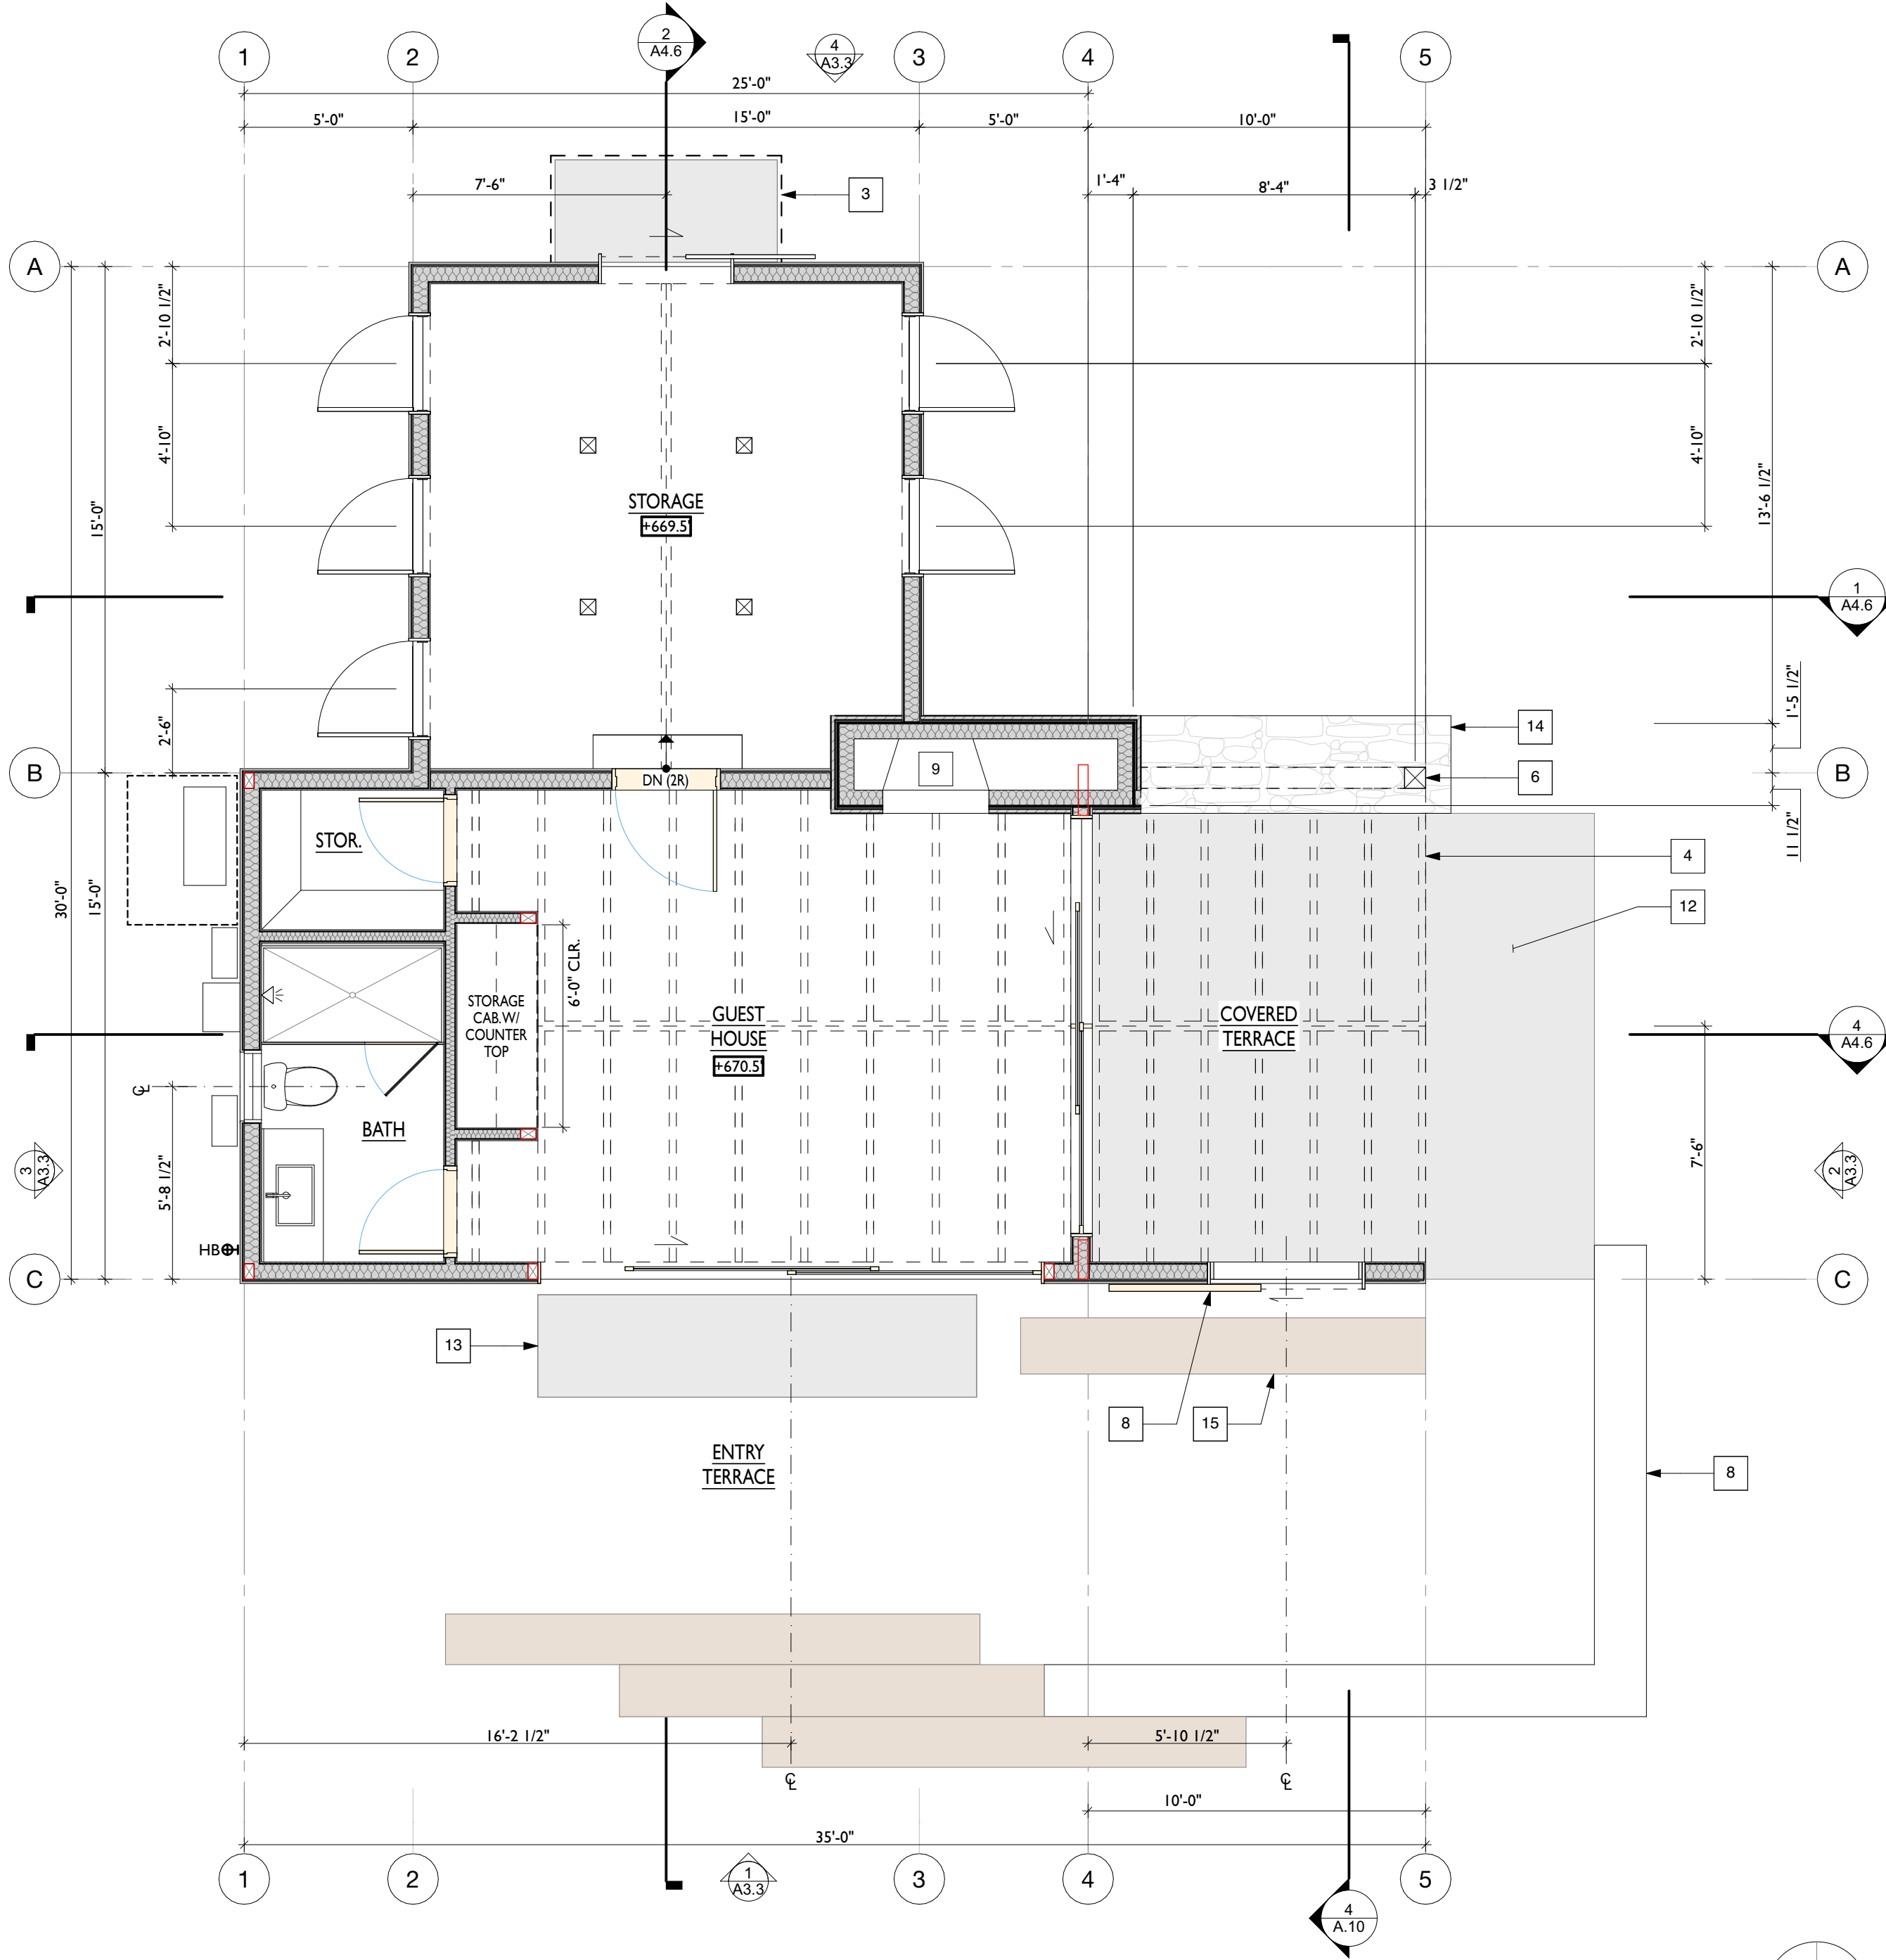 2
A4.6
4
A3.3
1
2
3
4
5
25'-0"
5'-0"
15'-0"
5'-0"
10'-0"
7'-6"
3
1'-4"
8'-4"
3 1/2"
A
A
2'-10 1/2"
2'-10 1/2"
4'-10"
4'-10"
15'-0"
13'-6 1/2"
STORAGE
+669.5'
1
A4.6
2'-6"
1'-5 1/2"
14
B
DN (2R)
9
6
B
STOR.
11 1/2"
4
30'-0"
15'-0"
12
6'-0" CLR.
STORAGE
CAB.W/
COUNTER
TOP
GUEST
HOUSE
+670.5'
COVERED
TERRACE
4
A4.6
CL
BATH
3
A3.3
5'-8 1/2"
7'-6"
2
A3.3
HB
C
C
13
8
15
ENTRY
TERRACE
8
16'-2 1/2"
5'-10 1/2"
CL
CL
10'-0"
35'-0"
1
2
1
A3.3
3
4
5
4
A.10